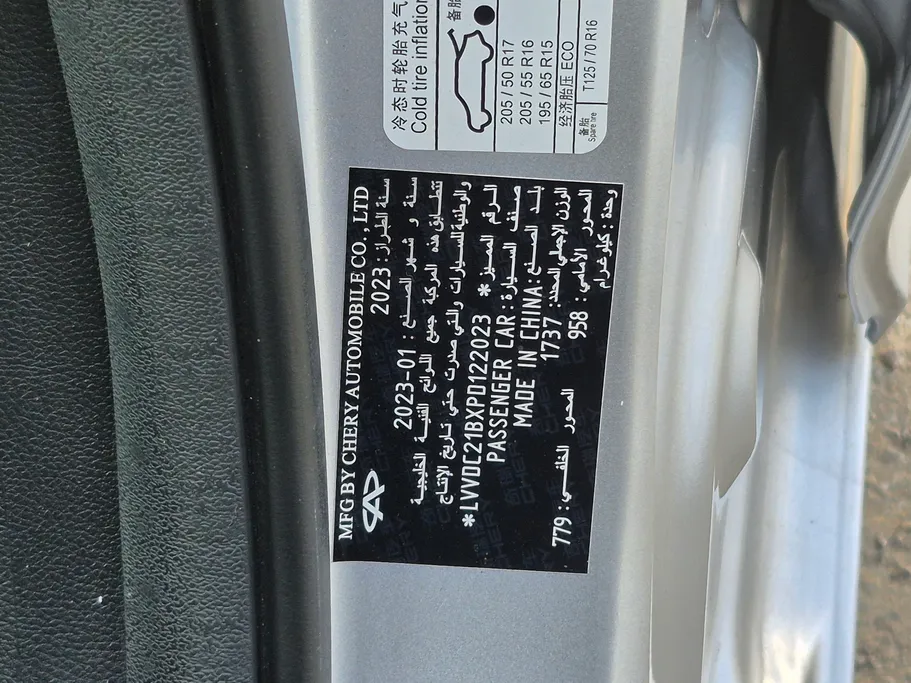 冷态时轮胎充气
Cold tire inflation
备胎
205 / 50 R17
205 / 55 R16
195 / 65 R15
经济胎压 ECO
备胎
Spare tire
T125 / 70 R16
MFG BY CHERY AUTOMOBILE CO. , LTD
سنة الطراز : 2023
سنة و شهر الصنع : 2023-01
تتطابق هذه المركبة جميع اللوائح الفنية الخليجية
والوطنية للسيارات والتي صدرت حتى تاريخ الإنتاج
الرقم المميز: *LVVDC21BXPD122023*
صنف السيارة: PASSENGER CAR
بلد الصنع: MADE IN CHINA
الوزن الإجمالي المحدد: 1737
المحور الأمامي: 958 المحور الخلفي: 779
وحدة: كيلوغرام